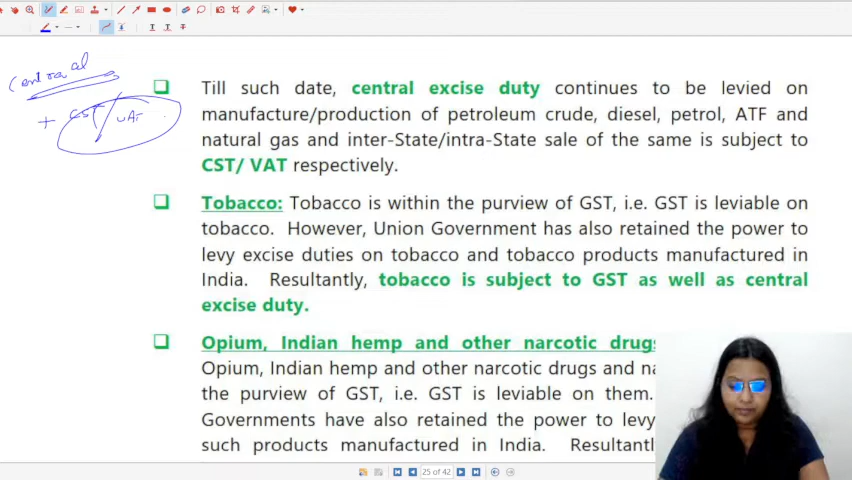 Central
+ CST VAT
Till such date, central excise duty continues to be levied on
manufacture/production of petroleum crude, diesel, petrol, ATF and
natural gas and inter-State/intra-State sale of the same is subject to
CST/ VAT respectively.
Tobacco: Tobacco is within the purview of GST, i.e. GST is leviable on
tobacco. However, Union Government has also retained the power to
levy excise duties on tobacco and tobacco products manufactured in
India. Resultantly, tobacco is subject to GST as well as central
excise duty.
Opium, Indian hemp and other narcotic drugs
Opium, Indian hemp and other narcotic drugs and
the purview of GST, i.e. GST is leviable on them.
Governments have also retained the power to levy
such products manufactured in India.
25 of 42